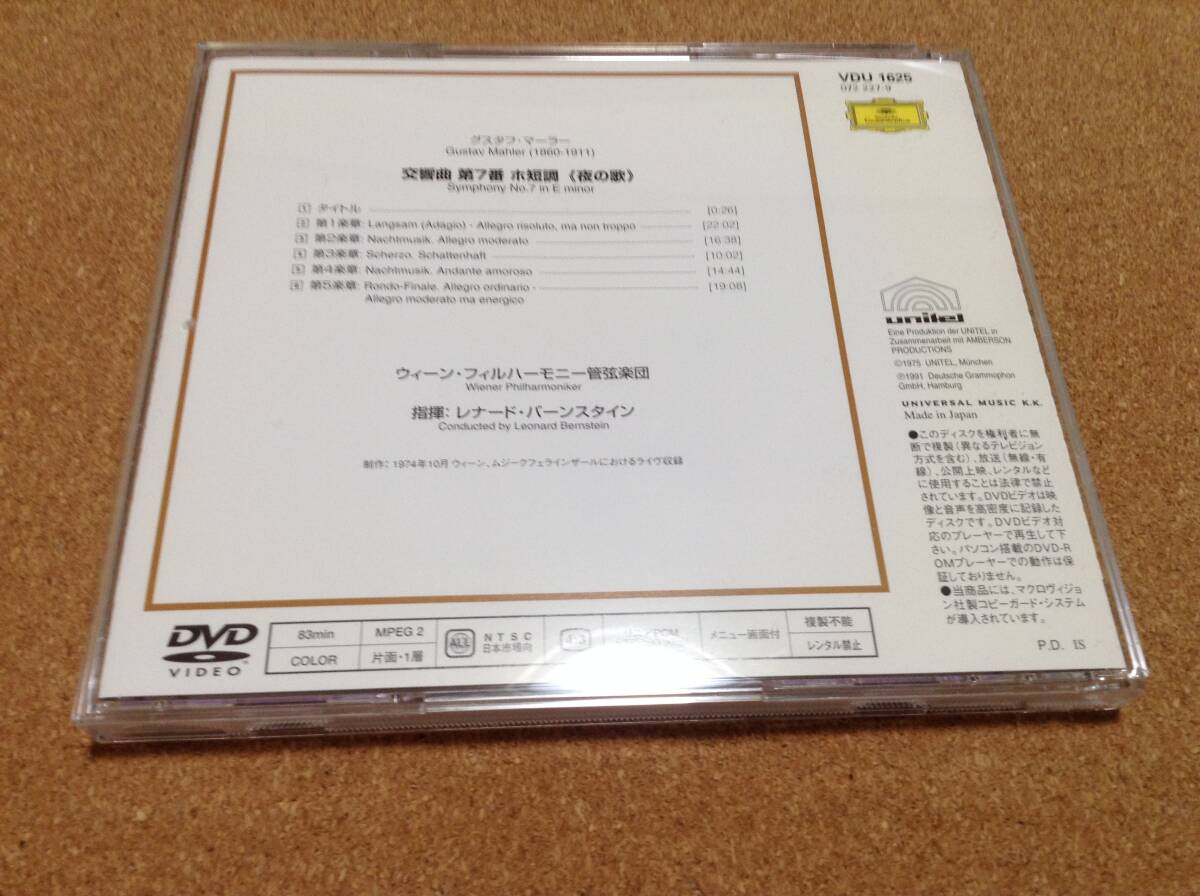 グスタフ・マーラー
Gustav Mahler (1860-1911)
交響曲 第7番 ホ短調《夜の歌》
Symphony No.7 in E minor
1 タイトル [0:26]
2 第1楽章: Langsam (Adagio) - Allegro risoluto, ma non troppo [22:02]
3 第2楽章: Nachtmusik. Allegro moderato [16:38]
4 第3楽章: Scherzo. Schattenhaft [10:02]
5 第4楽章: Nachtmusik. Andante amoroso [14:44]
6 第5楽章: Rondo-Finale. Allegro ordinario - [19:08]
Allegro moderato ma energico
ウィーン・フィルハーモニー管弦楽団
Wiener Philharmoniker
指揮: レナード・バーンスタイン
Conducted by Leonard Bernstein
制作: 1974年10月 ウィーン、ムジークフェラインザールにおけるライヴ収録
DVD
VIDEO
83min
COLOR
MPEG 2
片面・1層
ALL
NTSC
日本市場向
4:3
PCM
メニュー画面付
複製不能
レンタル禁止
VDU 1625
072 227-9
Deutsche Grammophon
unitel
Eine Produktion der UNITEL in
Zusammenarbeit mit AMBERSON
PRODUCTIONS
©1975 UNITEL, München
℗1991 Deutsche Grammophon
GmbH, Hamburg
UNIVERSAL MUSIC K.K.
Made in Japan
●このディスクを権利者に無
断で複製(異なるテレビジョン
方式を含む)、放送(無線・有
線)、公開上映、レンタルなど
に使用することは法律で禁止
されています。DVDビデオは映
像と音声を高密度に記録した
ディスクです。DVDビデオ対
応のプレーヤーで再生して下
さい。パソコン搭載のDVD-R
OMプレーヤーでの動作は保
証しておりません。
●当商品には、マクロヴィジョ
ン社製コピーガード・システム
が導入されています。
P.D. IS